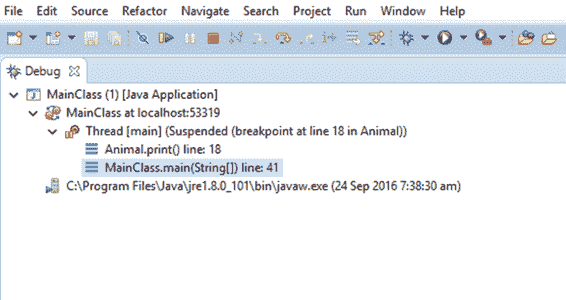 File Edit Source Refactor Navigate Search Project Run Window Help
Debug
MainClass (1) [Java Application]
MainClass at localhost:53319
Thread [main] (Suspended (breakpoint at line 18 in Animal))
Animal.print() line: 18
MainClass.main(String[]) line: 41
C:\Program Files\Java\jre1.8.0_101\bin\javaw.exe (24 Sep 2016 7:38:30 am)